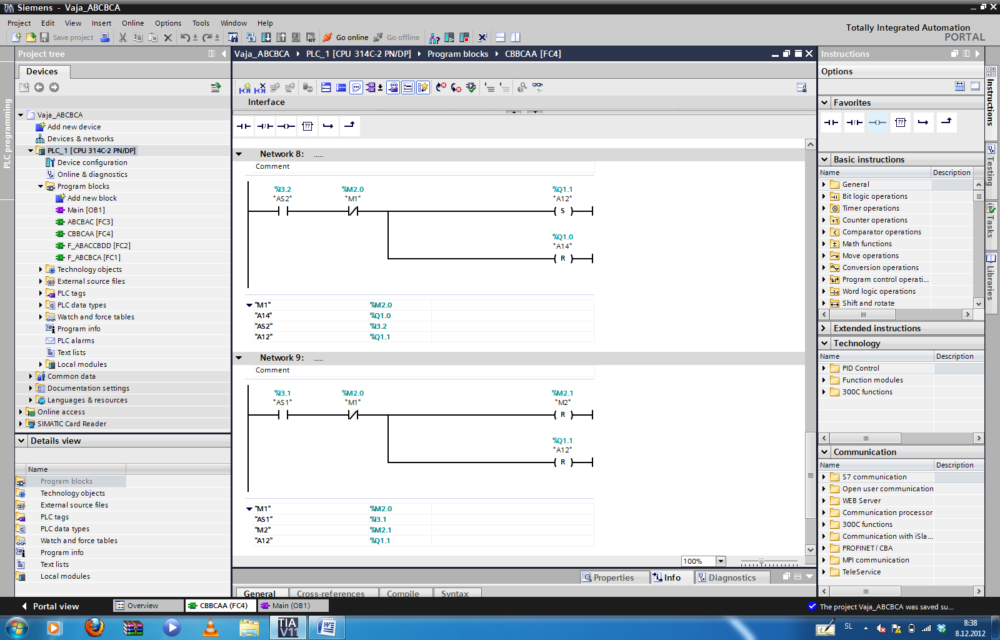 Siemens - Vaja_ABCBCA
Project Edit View Insert Online Options Tools Window Help
Totally Integrated Automation
PORTAL
Save project Go online Go offline
Project tree
Devices
PLC programming
Vaja_ABCBCA
Add new device
Devices & networks
PLC_1 [CPU 314C-2 PN/DP]
Device configuration
Online & diagnostics
Program blocks
Add new block
Main [OB1]
ABCBAC [FC3]
CBBCAA [FC4]
F_ABACCBDD [FC2]
F_ABCBCA [FC1]
Technology objects
External source files
PLC tags
PLC data types
Watch and force tables
Program info
PLC alarms
Text lists
Local modules
Common data
Documentation settings
Languages & resources
Online access
SIMATIC Card Reader
Details view
Name
Program blocks
Technology objects
External source files
PLC tags
PLC data types
Watch and force tables
Program info
Text lists
Local modules
Vaja_ABCBCA PLC_1 [CPU 314C-2 PN/DP] Program blocks CBBCAA [FC4]
Interface
Network 8: .....
Comment
%I3.2 %M2.0 %Q1.1
"AS2" "M1" "A12"
S
%Q1.0
"A14"
R
"M1" %M2.0
"A14" %Q1.0
"AS2" %I3.2
"A12" %Q1.1
Network 9: .....
Comment
%I3.1 %M2.0 %M2.1
"AS1" "M1" "M2"
R
%Q1.1
"A12"
R
"M1" %M2.0
"AS1" %I3.1
"M2" %M2.1
"A12" %Q1.1
100%
Properties Info Diagnostics
General Cross-references Compile Syntax
Instructions
Options
Favorites
Basic instructions
Name Description
General
Bit logic operations
Timer operations
Counter operations
Comparator operations
Math functions
Move operations
Conversion operations
Program control operati...
Word logic operations
Shift and rotate
Extended instructions
Technology
Name Description
PID Control
Function modules
300C functions
Communication
Name Description
S7 communication
Open user communication
WEB Server
Communication processor
300C functions
Communication with iSla...
PROFINET / CBA
MPI communication
TeleService
Instructions
Testing
Tasks
Libraries
Portal view Overview CBBCAA (FC4) Main (OB1) The project Vaja_ABCBCA was saved su...
TIA V11
SL
8:38
8.12.2012